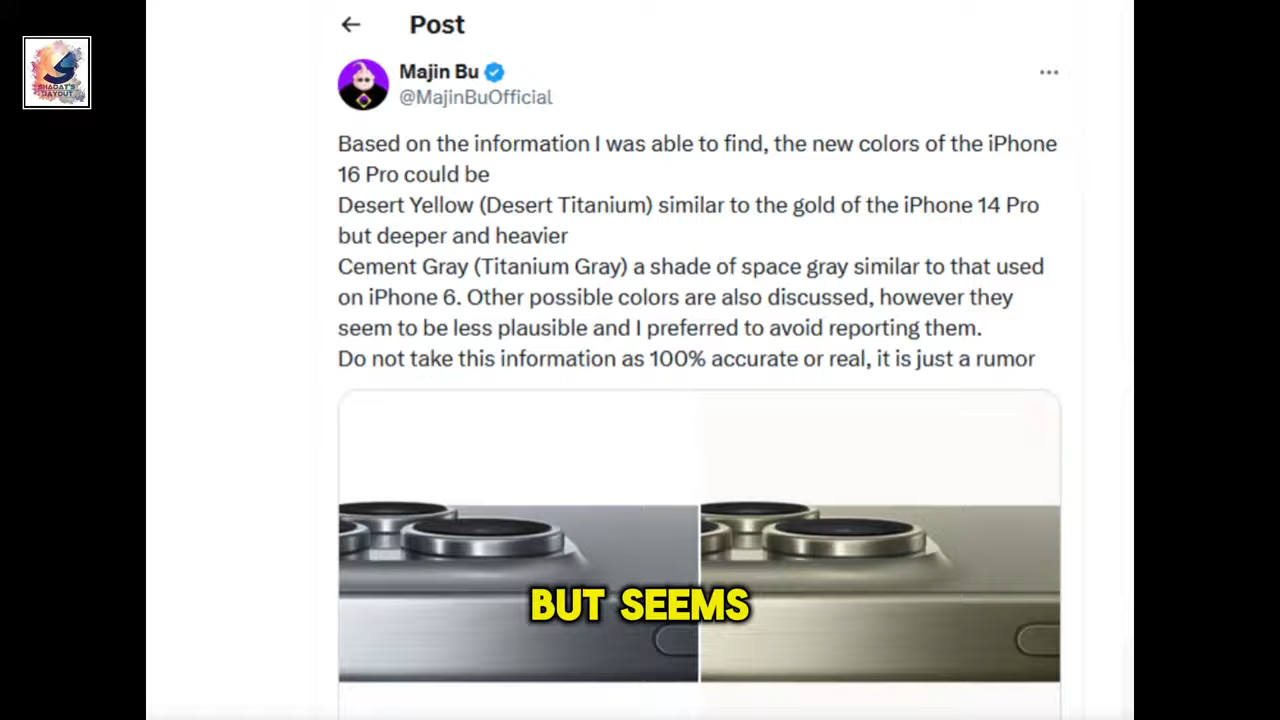 SHADAT'S
DAYOUT
Post
Majin Bu
@MajinBuOfficial
Based on the information I was able to find, the new colors of the iPhone
16 Pro could be
Desert Yellow (Desert Titanium) similar to the gold of the iPhone 14 Pro
but deeper and heavier
Cement Gray (Titanium Gray) a shade of space gray similar to that used
on iPhone 6. Other possible colors are also discussed, however they
seem to be less plausible and I preferred to avoid reporting them.
Do not take this information as 100% accurate or real, it is just a rumor
BUT SEEMS